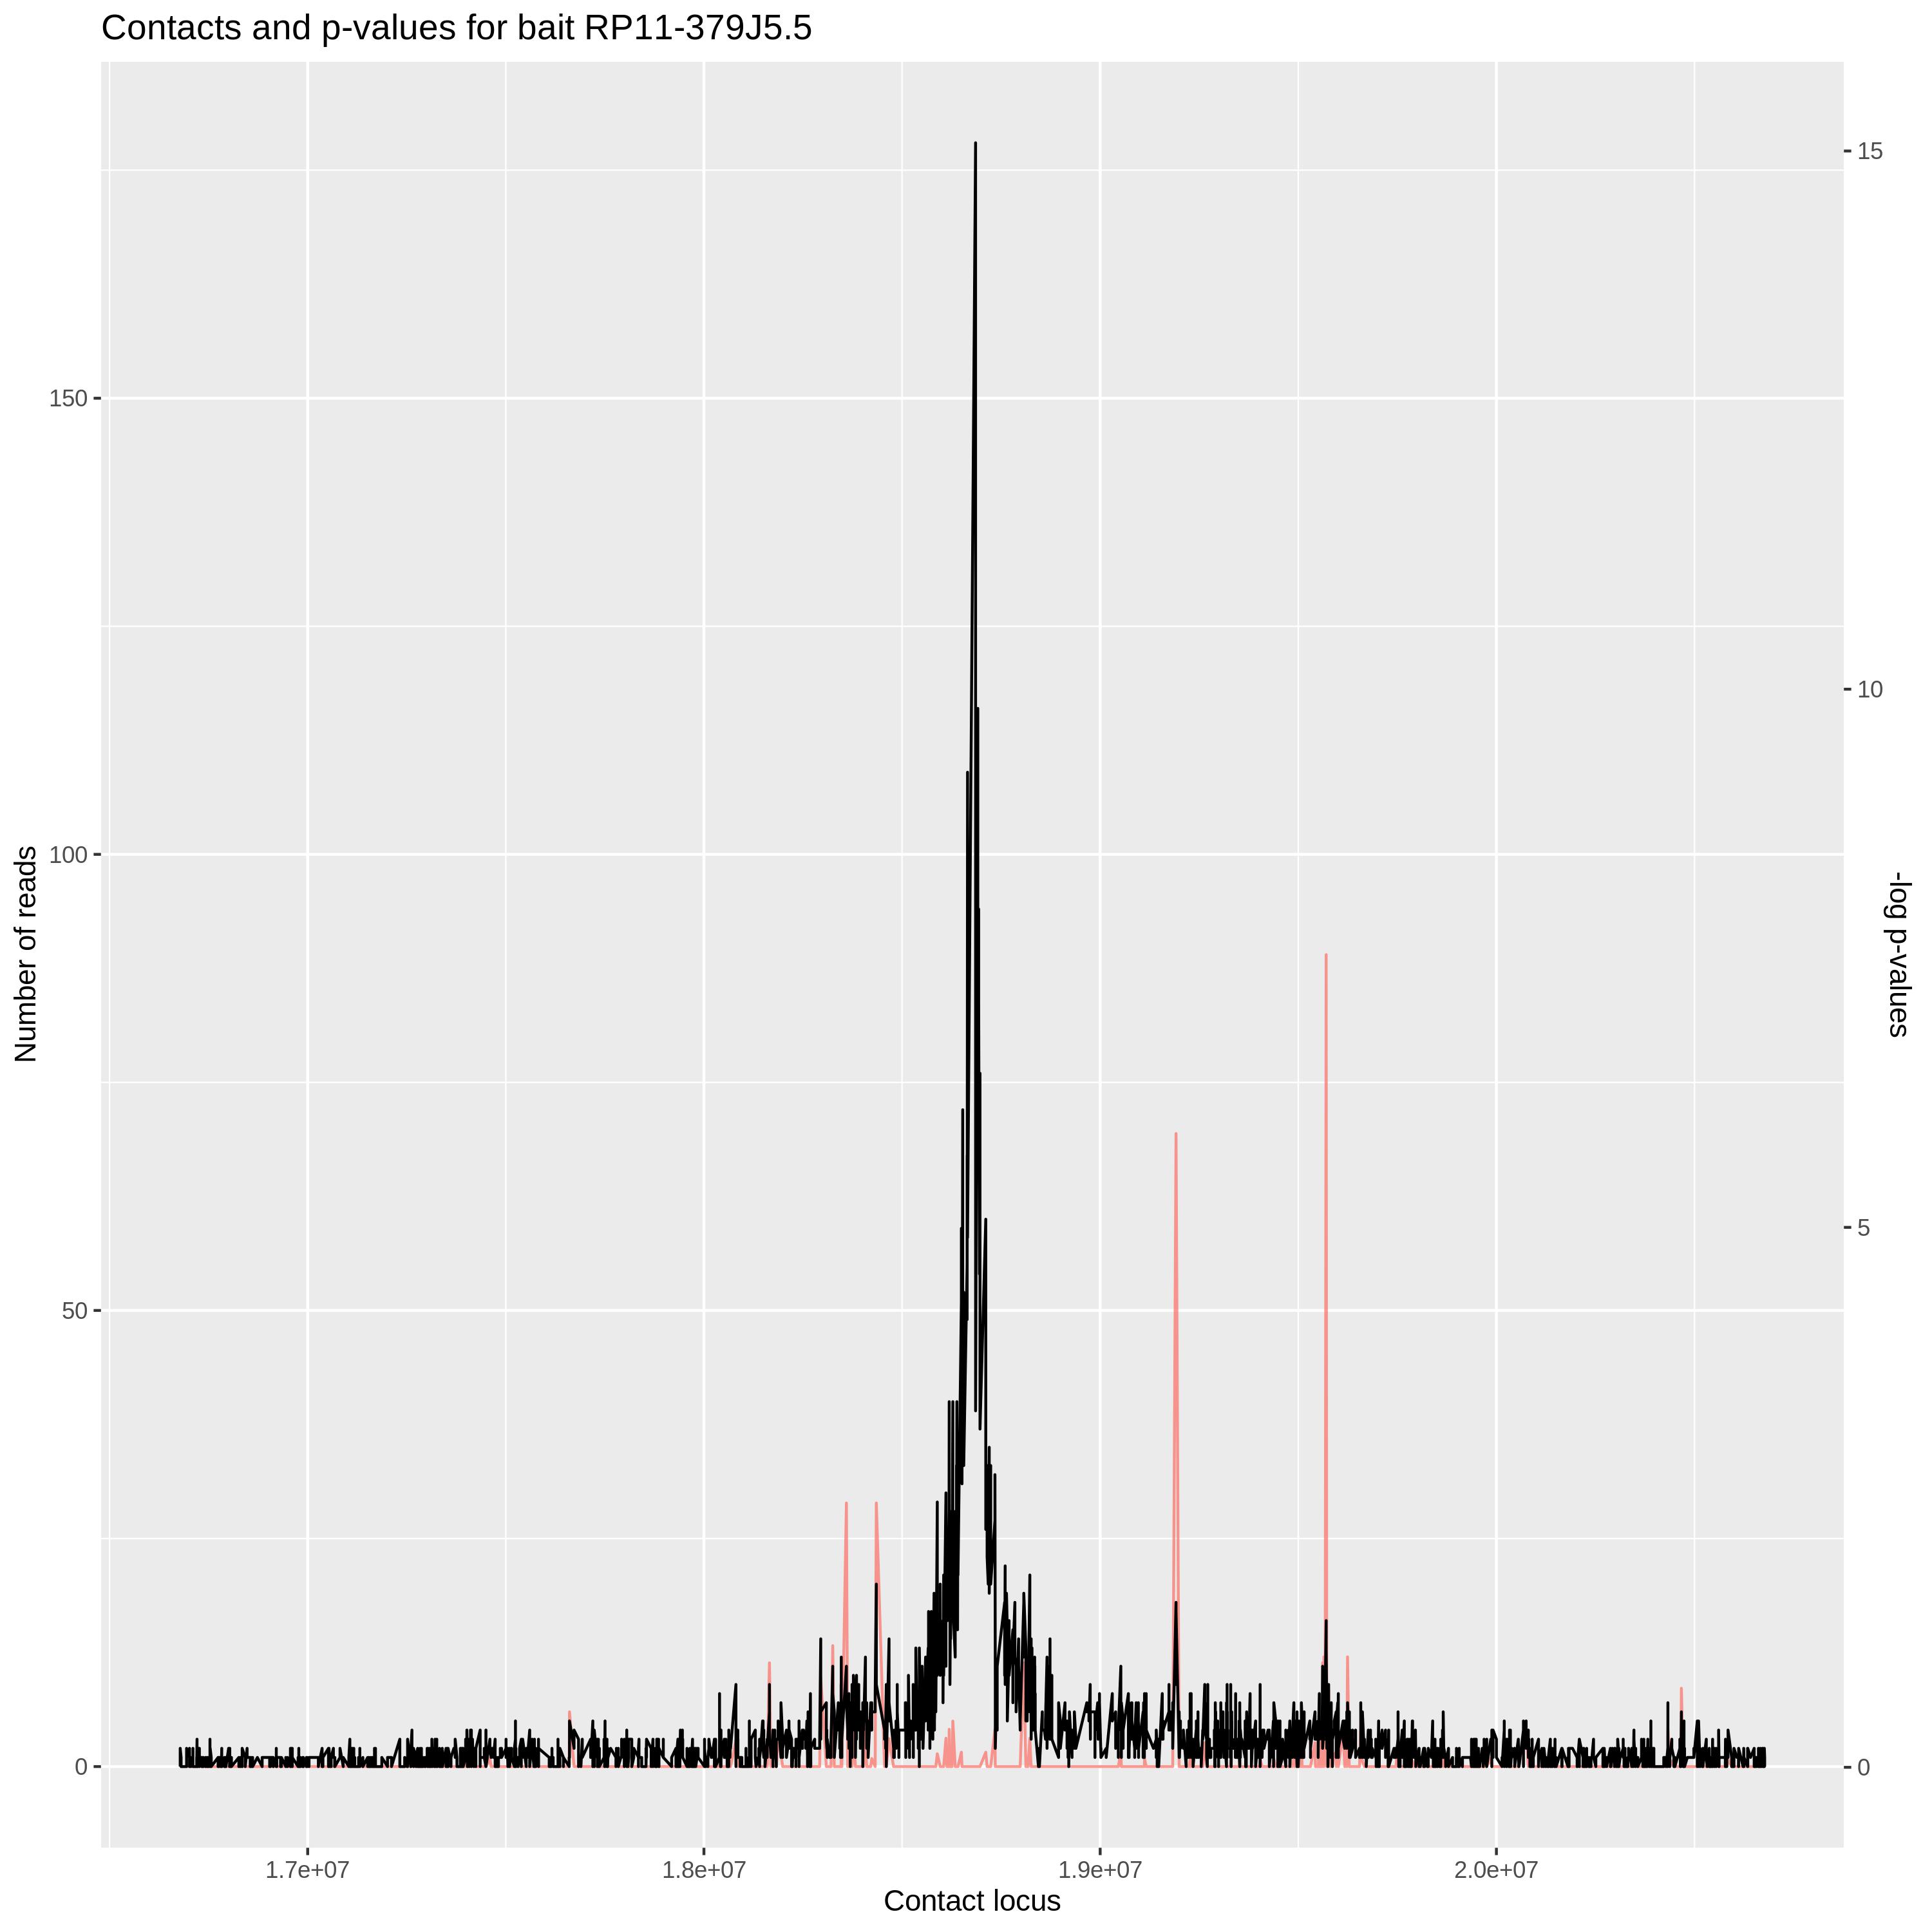 Contacts and p-values for bait RP11-379J5.5
150
100
50
0
15
10
5
0
Number of reads
-log p-values
1.7e+07 1.8e+07 1.9e+07 2.0e+07
Contact locus